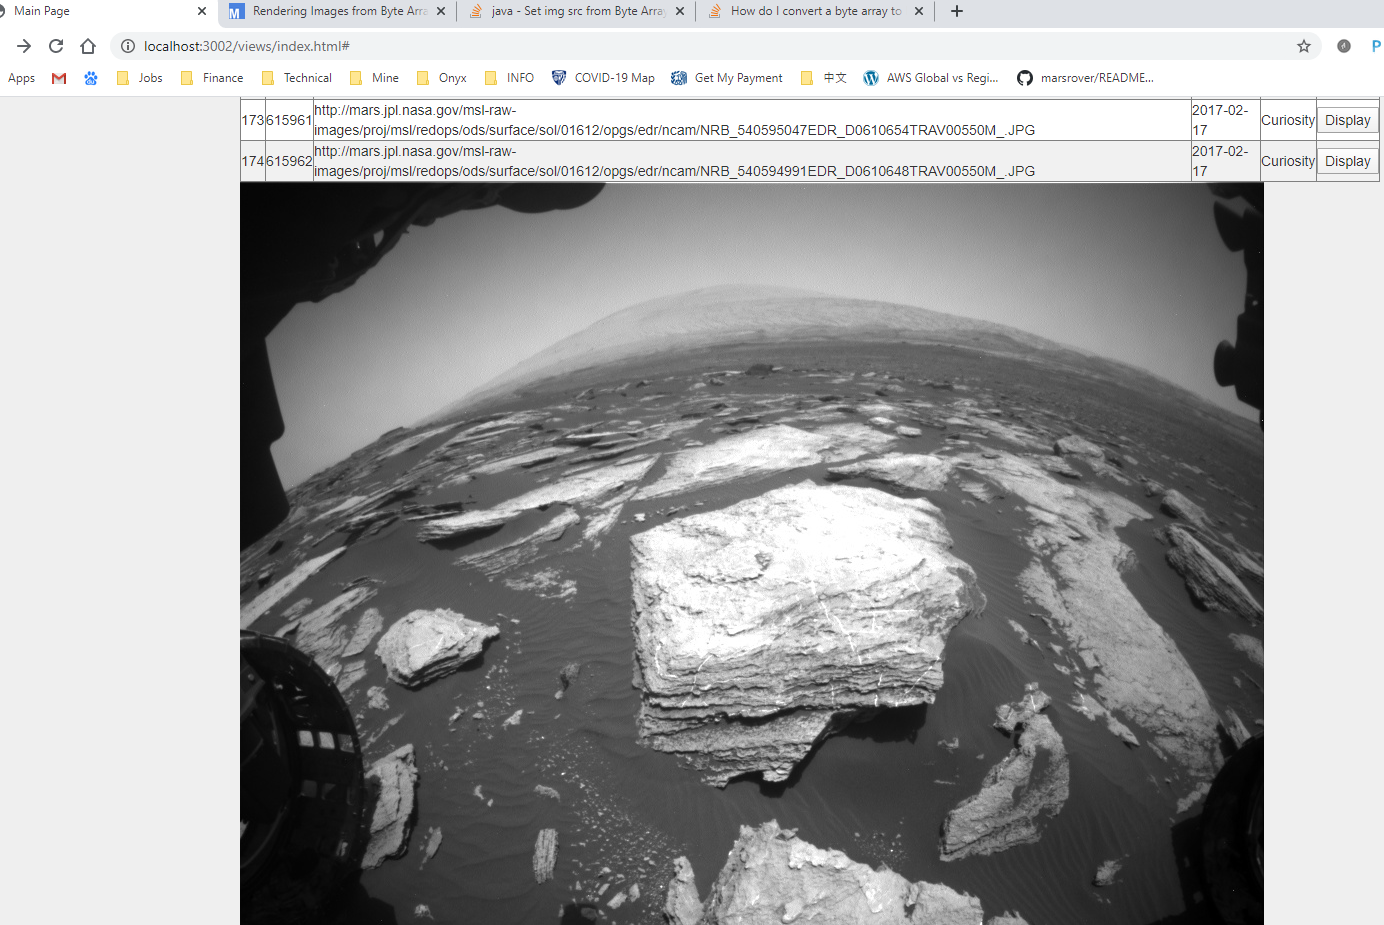 Main Page
Rendering Images from Byte Arra
java - Set img src from Byte Array
How do I convert a byte array to
localhost:3002/views/index.html#
Apps
Jobs
Finance
Technical
Mine
Onyx
INFO
COVID-19 Map
Get My Payment
中文
AWS Global vs Regi...
marsrover/README...
173 615961 http://mars.jpl.nasa.gov/msl-raw- 2017-02- Curiosity Display
images/proj/msl/redops/ods/surface/sol/01612/opgs/edr/ncam/NRB_540595047EDR_D0610654TRAV00550M_.JPG 17
174 615962 http://mars.jpl.nasa.gov/msl-raw- 2017-02- Curiosity Display
images/proj/msl/redops/ods/surface/sol/01612/opgs/edr/ncam/NRB_540594991EDR_D0610648TRAV00550M_.JPG 17